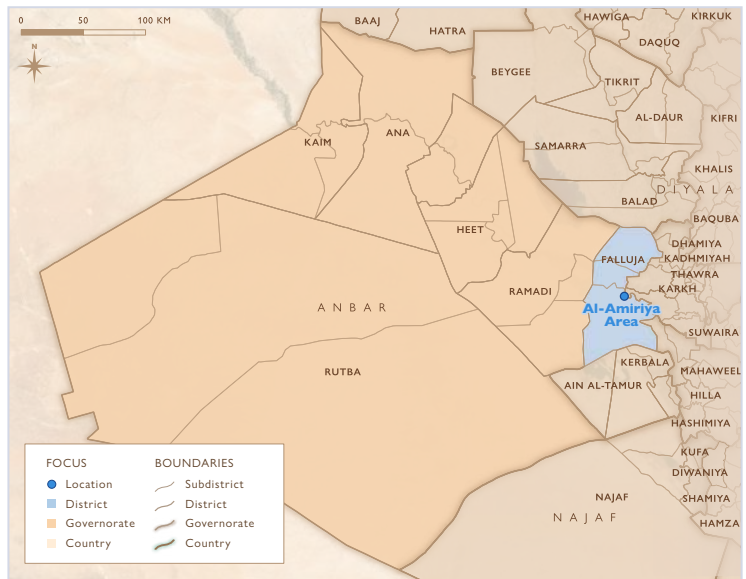 0 50 100 KM
N
BAAJ
HATRA
HAWIGA
KIRKUK
DAQUQ
BEYGEE
TIKRIT
AL-DAUR
KIFRI
KAIM
ANA
SAMARRA
KHALIS
DIYALA
BALAD
BAQUBA
HEET
DHAMIYA
FALLUJA
KADHMIYAH
THAWRA
RAMADI
KARKH
Al-Amiriya
Area
ANBAR
SUWAIRA
KERBALA
RUTBA
MAHAWEEL
AIN AL-TAMUR
HILLA
HASHIMIYA
KUFA
DIWANIYA
NAJAF
SHAMIYA
NAJAF
HAMZA
FOCUS
Location
District
Governorate
Country
BOUNDARIES
Subdistrict
District
Governorate
Country